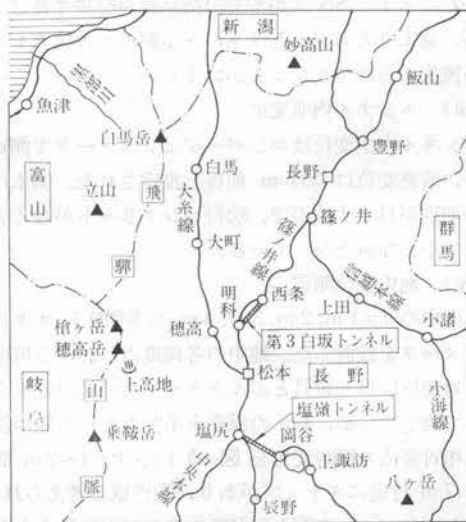 新潟
妙高山
飯山
黒部川
魚津
白馬岳
豊野
白馬
長野
富山
立山
飛騨山脈
大糸線
篠ノ井
群馬
大町
篠ノ井線
信越本線
明科
西条
上田
小諸
槍ヶ岳
穂高
第3白坂トンネル
穂高岳
上高地
松本
長野
小海線
岐阜
塩嶺トンネル
塩尻
岡谷
乗鞍岳
上諏訪
辰野
八ヶ岳